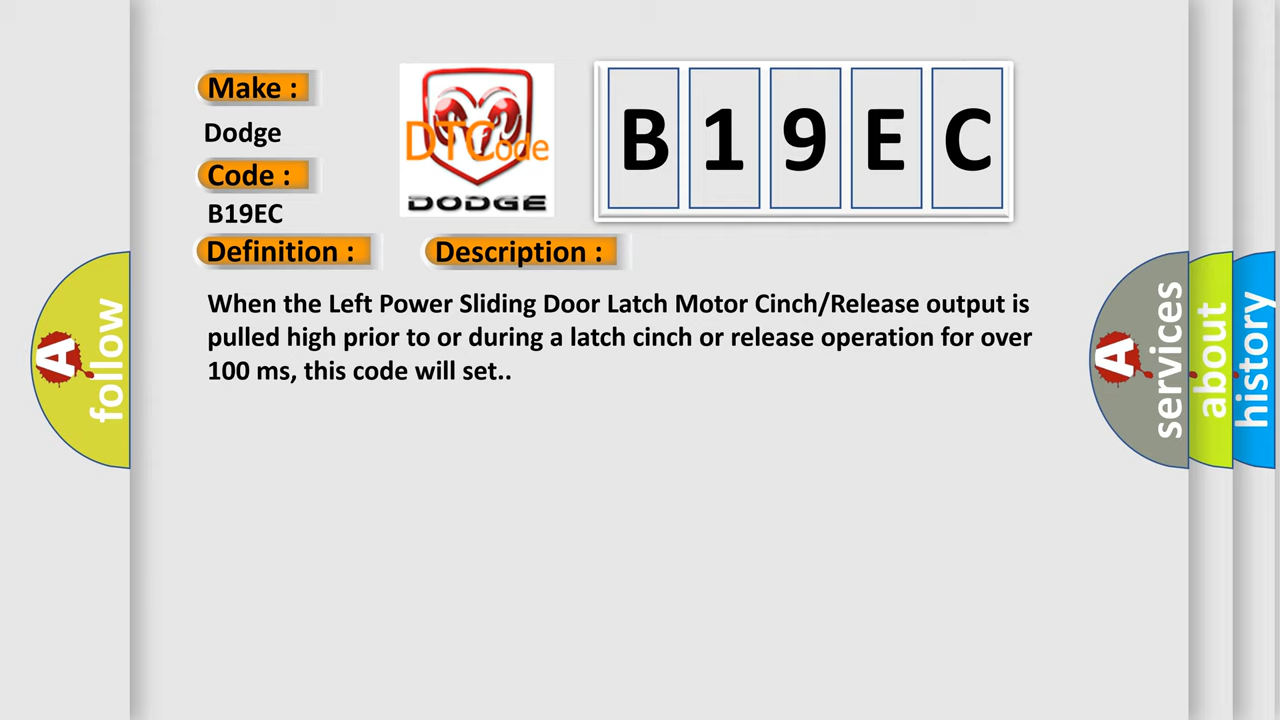 Make :
Dodge
Code :
B19EC
Definition :
Description :
When the Left Power Sliding Door Latch Motor Cinch/Release output is
pulled high prior to or during a latch cinch or release operation for over
100 ms, this code will set..
DTCode
DODGE
B 1 9 E C
A follow
A services
about
history